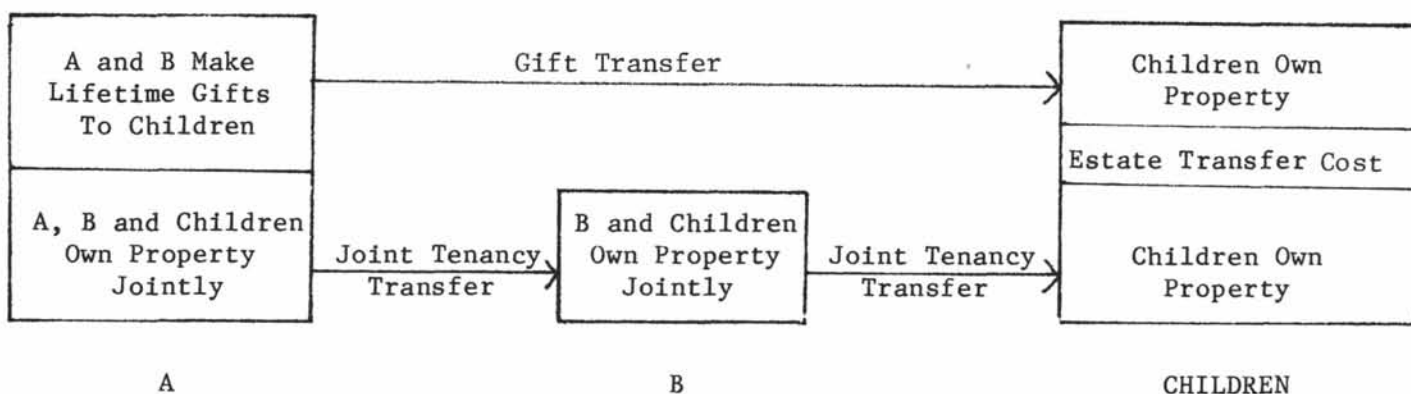 A and B Make
Lifetime Gifts
To Children
Gift Transfer
Children Own
Property
Estate Transfer Cost
A, B and Children
Own Property
Jointly
Joint Tenancy
Transfer
B and Children
Own Property
Jointly
Joint Tenancy
Transfer
Children Own
Property
A
B
CHILDREN